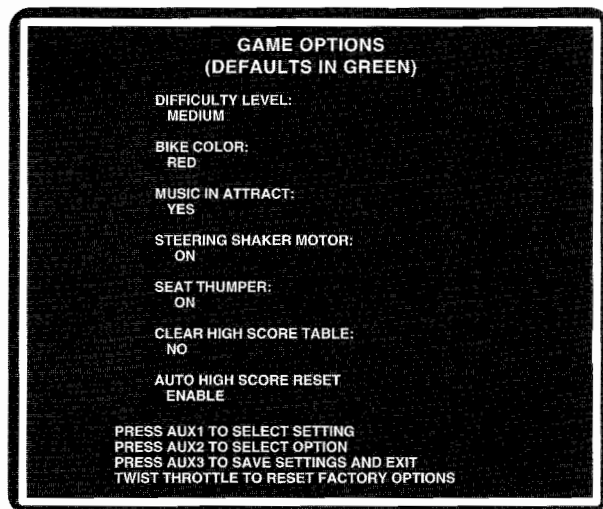 GAME OPTIONS
(DEFAULTS IN GREEN)
DIFFICULTY LEVEL:
MEDIUM
BIKE COLOR:
RED
MUSIC IN ATTRACT:
YES
STEERING SHAKER MOTOR:
ON
SEAT THUMPER:
ON
CLEAR HIGH SCORE TABLE:
NO
AUTO HIGH SCORE RESET
ENABLE
PRESS AUX1 TO SELECT SETTING
PRESS AUX2 TO SELECT OPTION
PRESS AUX3 TO SAVE SETTINGS AND EXIT
TWIST THROTTLE TO RESET FACTORY OPTIONS